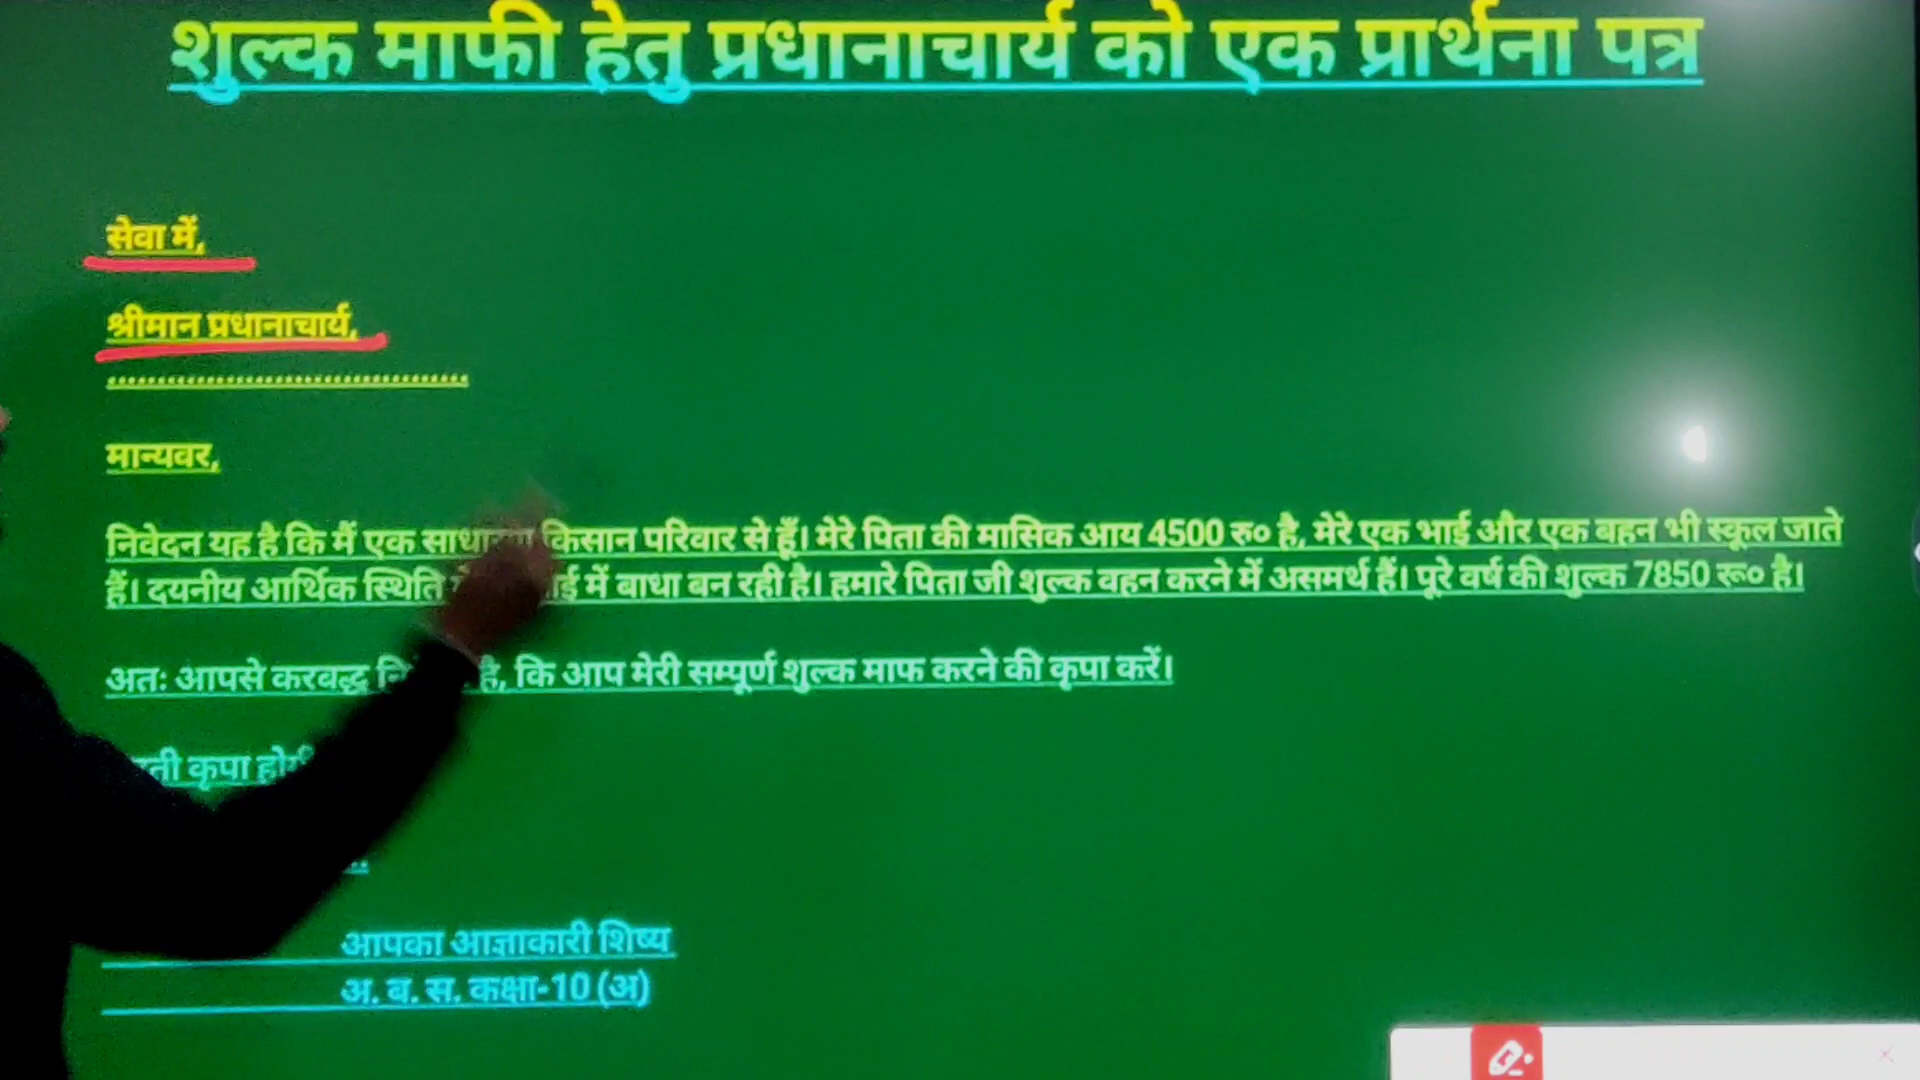 शुल्क माफी हेतु प्रधानाचार्य को एक प्रार्थना पत्र
सेवा में,
श्रीमान प्रधानाचार्य,
....................................
मान्यवर,
निवेदन यह है कि मैं एक किसान परिवार से हूँ। मेरे पिता की मासिक आय 4500 रु० है, मेरे एक भाई और एक बहन भी स्कूल जाते
हैं। दयनीय आर्थिक स्थिति में बाधा बन रही है। हमारे पिता जी शुल्क वहन करने में असमर्थ हैं। पूरे वर्ष की शुल्क 7850 रू० है।
अतः आपसे करवद्ध है, कि आप मेरी सम्पूर्ण शुल्क माफ करने की कृपा करें।
कृपा
आपका आज्ञाकारी शिष्य
अ. ब. स. कक्षा-10 (अ)